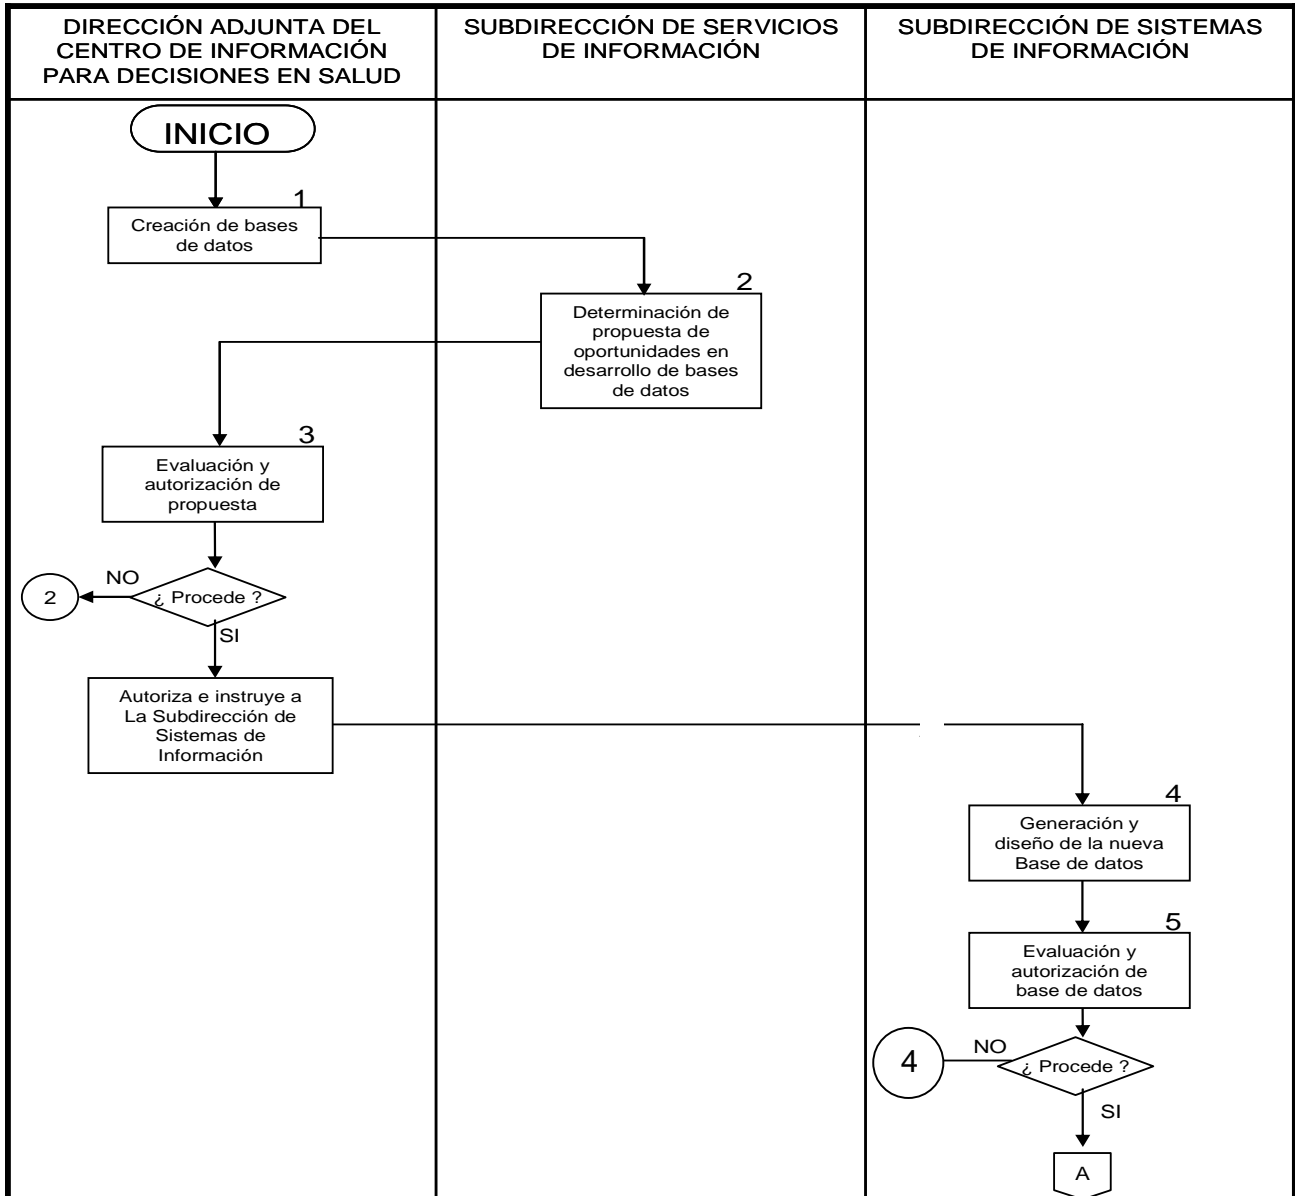 DIRECCIÓN ADJUNTA DEL
CENTRO DE INFORMACIÓN
PARA DECISIONES EN SALUD
SUBDIRECCIÓN DE SERVICIOS
DE INFORMACIÓN
SUBDIRECCIÓN DE SISTEMAS
DE INFORMACIÓN
INICIO
1
Creación de bases
de datos
2
Determinación de
propuesta de
oportunidades en
desarrollo de bases
de datos
3
Evaluación y
autorización de
propuesta
2
NO
¿ Procede ?
SI
Autoriza e instruye a
La Subdirección de
Sistemas de
Información
4
Generación y
diseño de la nueva
Base de datos
5
Evaluación y
autorización de
base de datos
4
NO
¿ Procede ?
SI
A